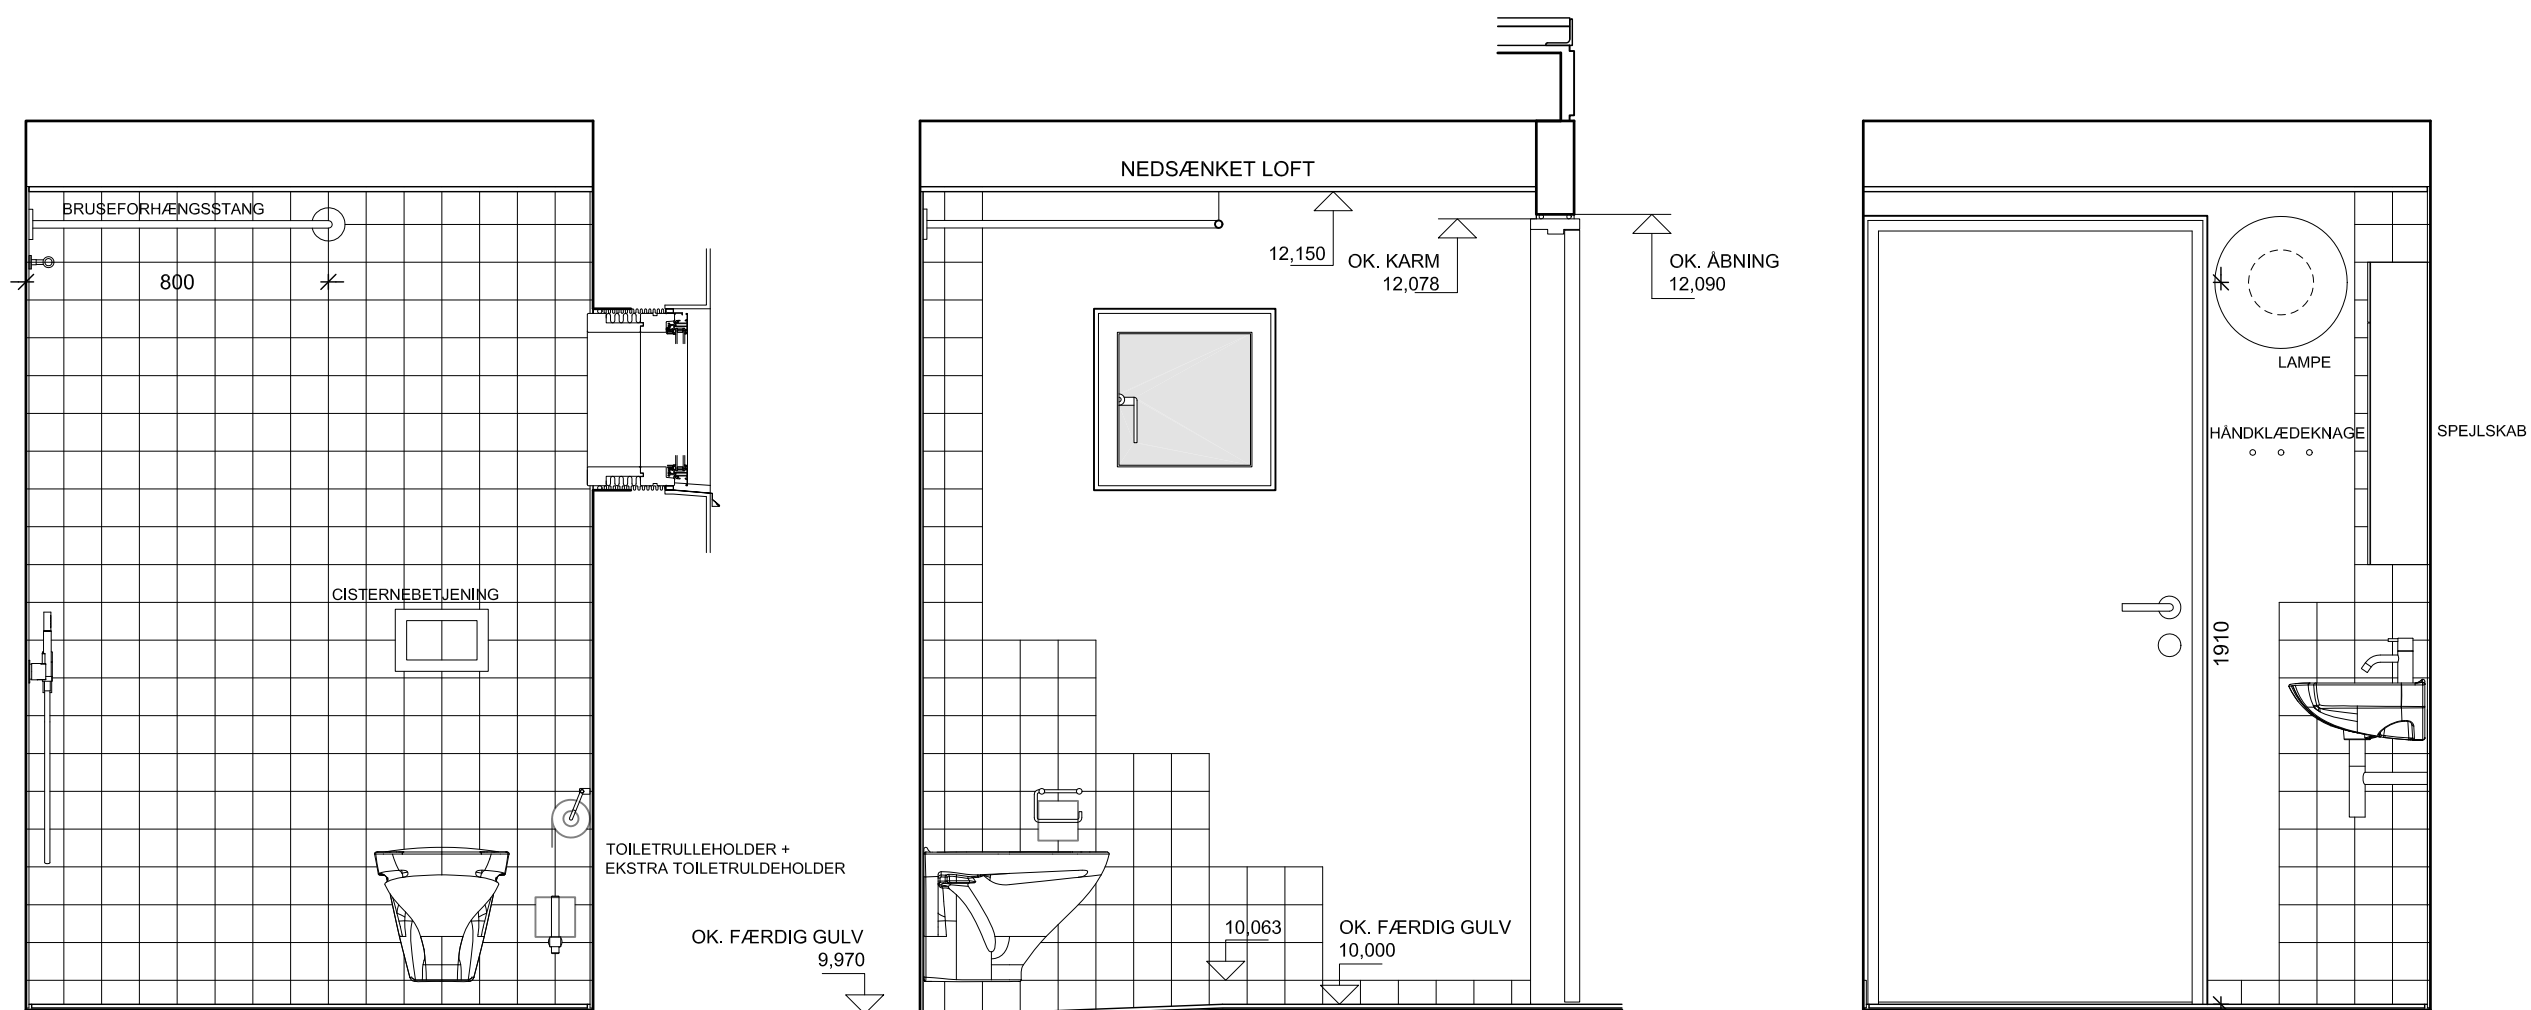 BRUSEFORHÆNGSSTANG
800
CISTERNEBETJENING
TOILETRULLEHOLDER +
EKSTRA TOILETRULDEHOLDER
OK. FÆRDIG GULV
9,970
NEDSÆNKET LOFT
12,150
OK. KARM
12,078
OK. ÅBNING
12,090
10,063
OK. FÆRDIG GULV
10,000
LAMPE
HÅNDKLÆDEKNAGE
SPEJLSKAB
1910